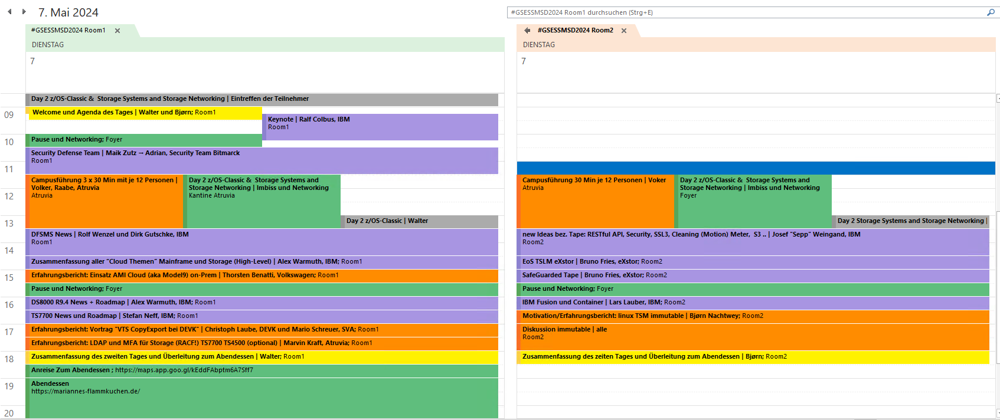 7. Mai 2024
#GSESSMSD2024 Room1 durchsuchen (Strg+E)
#GSESSMSD2024 Room1
DIENSTAG
7
09
10
11
12
13
14
15
16
17
18
19
20
Day 2 z/OS-Classic &  Storage Systems and Storage Networking | Eintreffen der Teilnehmer
Welcome und Agenda des Tages | Walter und Bjørn; Room1
Keynote | Ralf Colbus, IBM
Room1
Pause und Networking; Foyer
Security Defense Team | Maik Zutz → Adrian, Security Team Bitmarck
Room1
Campusführung 3 x 30 Min mit je 12 Personen |
Volker, Raabe, Atruvia
Atruvia
Day 2 z/OS-Classic &  Storage Systems and
Storage Networking | Imbiss und Networking
Kantine Atruvia
Day 2 z/OS-Classic | Walter
DFSMS News | Rolf Wenzel und Dirk Gutschke, IBM
Room1
Zusammenfassung aller "Cloud Themen" Mainframe und Storage (High-Level) | Alex Warmuth, IBM; Room1
Erfahrungsbericht: Einsatz AMI Cloud (aka Model9) on-Prem | Thorsten Benatti, Volkswagen; Room1
Pause und Networking; Foyer
DS8000 R9.4 News + Roadmap | Alex Warmuth, IBM; Room1
TS7700 News und Roadmap | Stefan Neff, IBM; Room1
Erfahrungsbericht: Vortrag "VTS CopyExport bei DEVK" | Christoph Laube, DEVK und Mario Schreuer, SVA; Room1
Erfahrungsbericht: LDAP und MFA für Storage (RACF!) TS7700 TS4500 (optional) | Marvin Kraft, Atruvia; Room1
Zusammenfassung des zweiten Tages und Überleitung zum Abendessen | Walter; Room1
Anreise Zum Abendessen ; https://maps.app.goo.gl/kEddFAbptm6A7Sff7
Abendessen
https://mariannes-flammkuchen.de/
#GSESSMSD2024 Room2
DIENSTAG
7
Campusführung 30 Min je 12 Personen | Voker
Atruvia
Day 2 z/OS-Classic &  Storage Systems and
Storage Networking | Imbiss und Networking
Foyer
Day 2 Storage Systems and Storage Networking |
new Ideas bez. Tape: RESTful API, Security, SSL3, Cleaning (Motion) Meter,  S3 .. | Josef "Sepp" Weingand, IBM
Room2
EoS TSLM eXstor | Bruno Fries, eXstor; Room2
SafeGuarded Tape | Bruno Fries, eXstor; Room2
Pause und Networking; Foyer
IBM Fusion und Container | Lars Lauber, IBM; Room2
Motivation/Erfahrungsbericht: linux TSM immutable | Bjørn Nachtwey; Room2
Diskussion immutable | alle
Room2
Zusammenfassung des zeiten Tages und Überleitung zum Abendessen | Bjørn; Room2